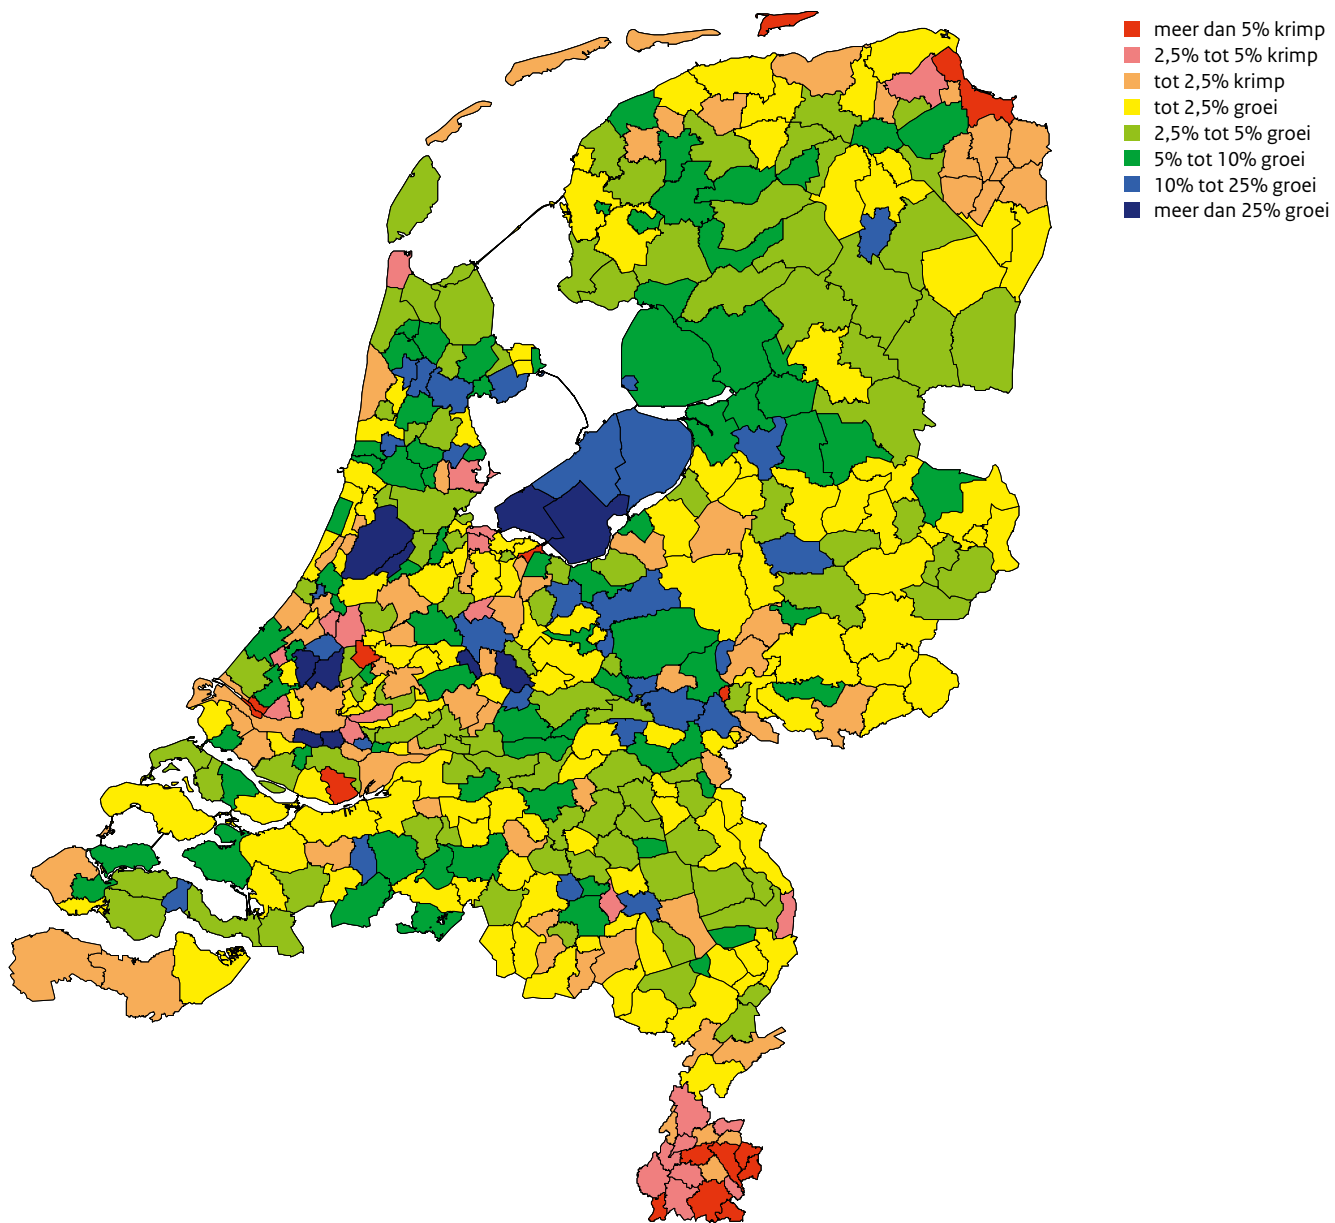 meer dan 5% krimp
2,5% tot 5% krimp
tot 2,5% krimp
tot 2,5% groei
2,5% tot 5% groei
5% tot 10% groei
10% tot 25% groei
meer dan 25% groei